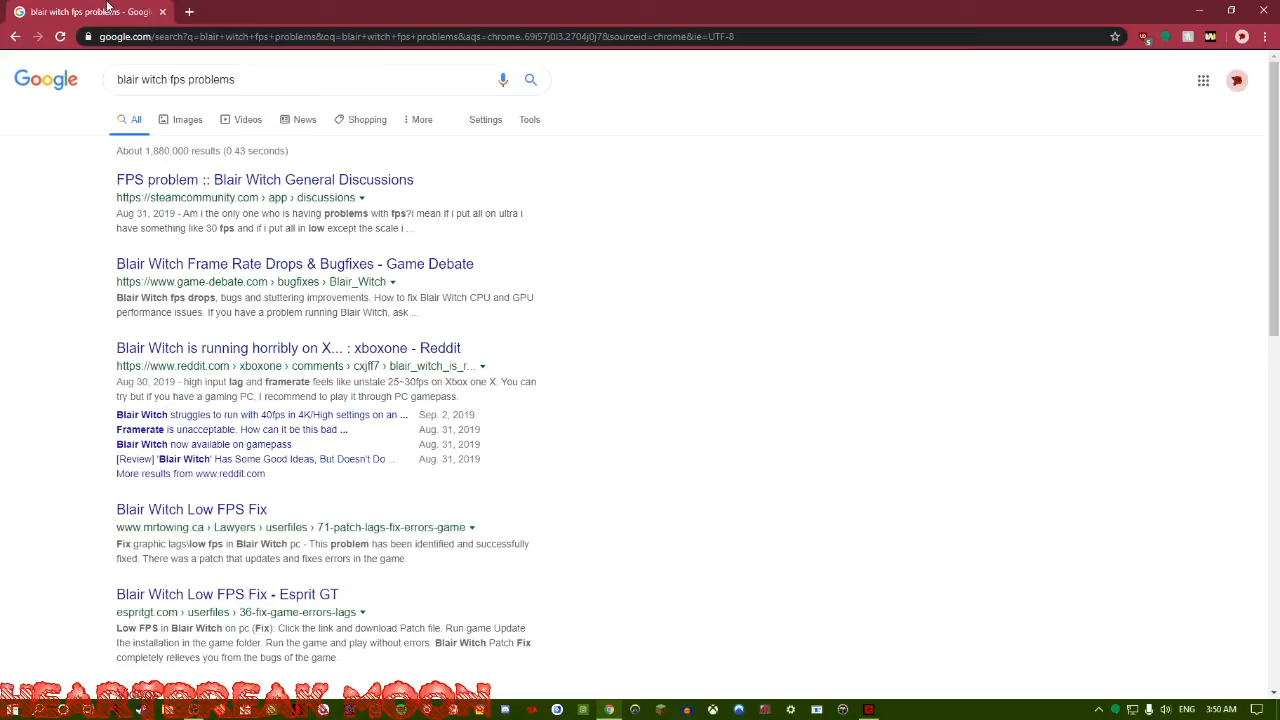 blair witch fps problems - Google
google.com/search?q=blair+witch+fps+problems&oq=blair+witch+fps+problems&aqs=chrome..69i57j0l3.2704j0j7&sourceid=chrome&ie=UTF-8
Google
blair witch fps problems
All Images Videos News Shopping More Settings Tools
About 1,880,000 results (0.43 seconds)
FPS problem :: Blair Witch General Discussions
https://steamcommunity.com › app › discussions
Aug 31, 2019 - Am i the only one who is having problems with fps?i mean if i put all on ultra i
have something like 30 fps and if i put all in low except the scale i ...
Blair Witch Frame Rate Drops & Bugfixes - Game Debate
https://www.game-debate.com › bugfixes › Blair_Witch
Blair Witch fps drops, bugs and stuttering improvements. How to fix Blair Witch CPU and GPU
performance issues. If you have a problem running Blair Witch, ask ...
Blair Witch is running horribly on X... : xboxone - Reddit
https://www.reddit.com › xboxone › comments › cxjff7 › blair_witch_is_r...
Aug 30, 2019 - high input lag and framerate feels like unstale 25~30fps on Xbox one X. You can
try but if you have a gaming PC, I recommend to play it through PC gamepass.
Blair Witch struggles to run with 40fps in 4K/High settings on an ... Sep. 2, 2019
Framerate is unacceptable. How can it be this bad ... Aug. 31, 2019
Blair Witch now available on gamepass Aug. 31, 2019
[Review] 'Blair Witch' Has Some Good Ideas, But Doesn't Do ... Aug. 31, 2019
More results from www.reddit.com
Blair Witch Low FPS Fix
www.mrtowing.ca › Lawyers › userfiles › 71-patch-lags-fix-errors-game
Fix graphic lags\low fps in Blair Witch pc - This problem has been identified and successfully
fixed. There was a patch that updates and fixes errors in the game.
Blair Witch Low FPS Fix - Esprit GT
espritgt.com › userfiles › 36-fix-game-errors-lags
Low FPS in Blair Witch on pc (Fix): Click the link and download Patch file. Run game Update
the installation in the game folder. Run the game and play without errors. Blair Witch Patch Fix
completely relieves you from the bugs of the game.
HEARTBREAK MOON
ENG 3:50 AM